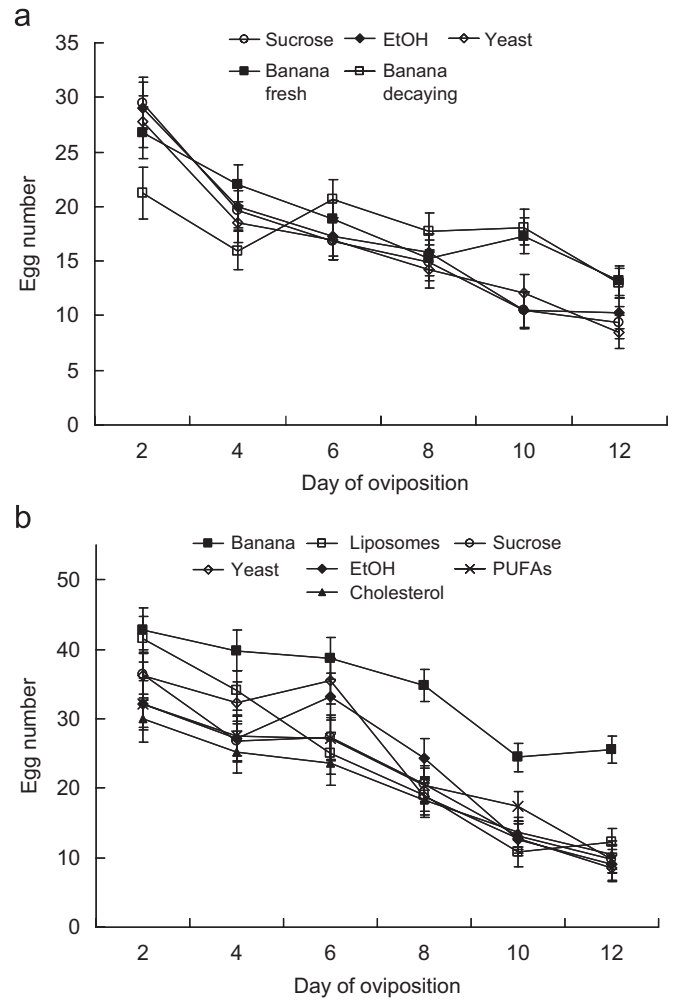 a
Sucrose EtOH Yeast
Banana fresh Banana decaying
35
30
25
20
15
10
5
0
Egg number
2 4 6 8 10 12
Day of oviposition
b
Banana Liposomes Sucrose
Yeast EtOH PUFAs
Cholesterol
50
40
30
20
10
0
Egg number
2 4 6 8 10 12
Day of oviposition